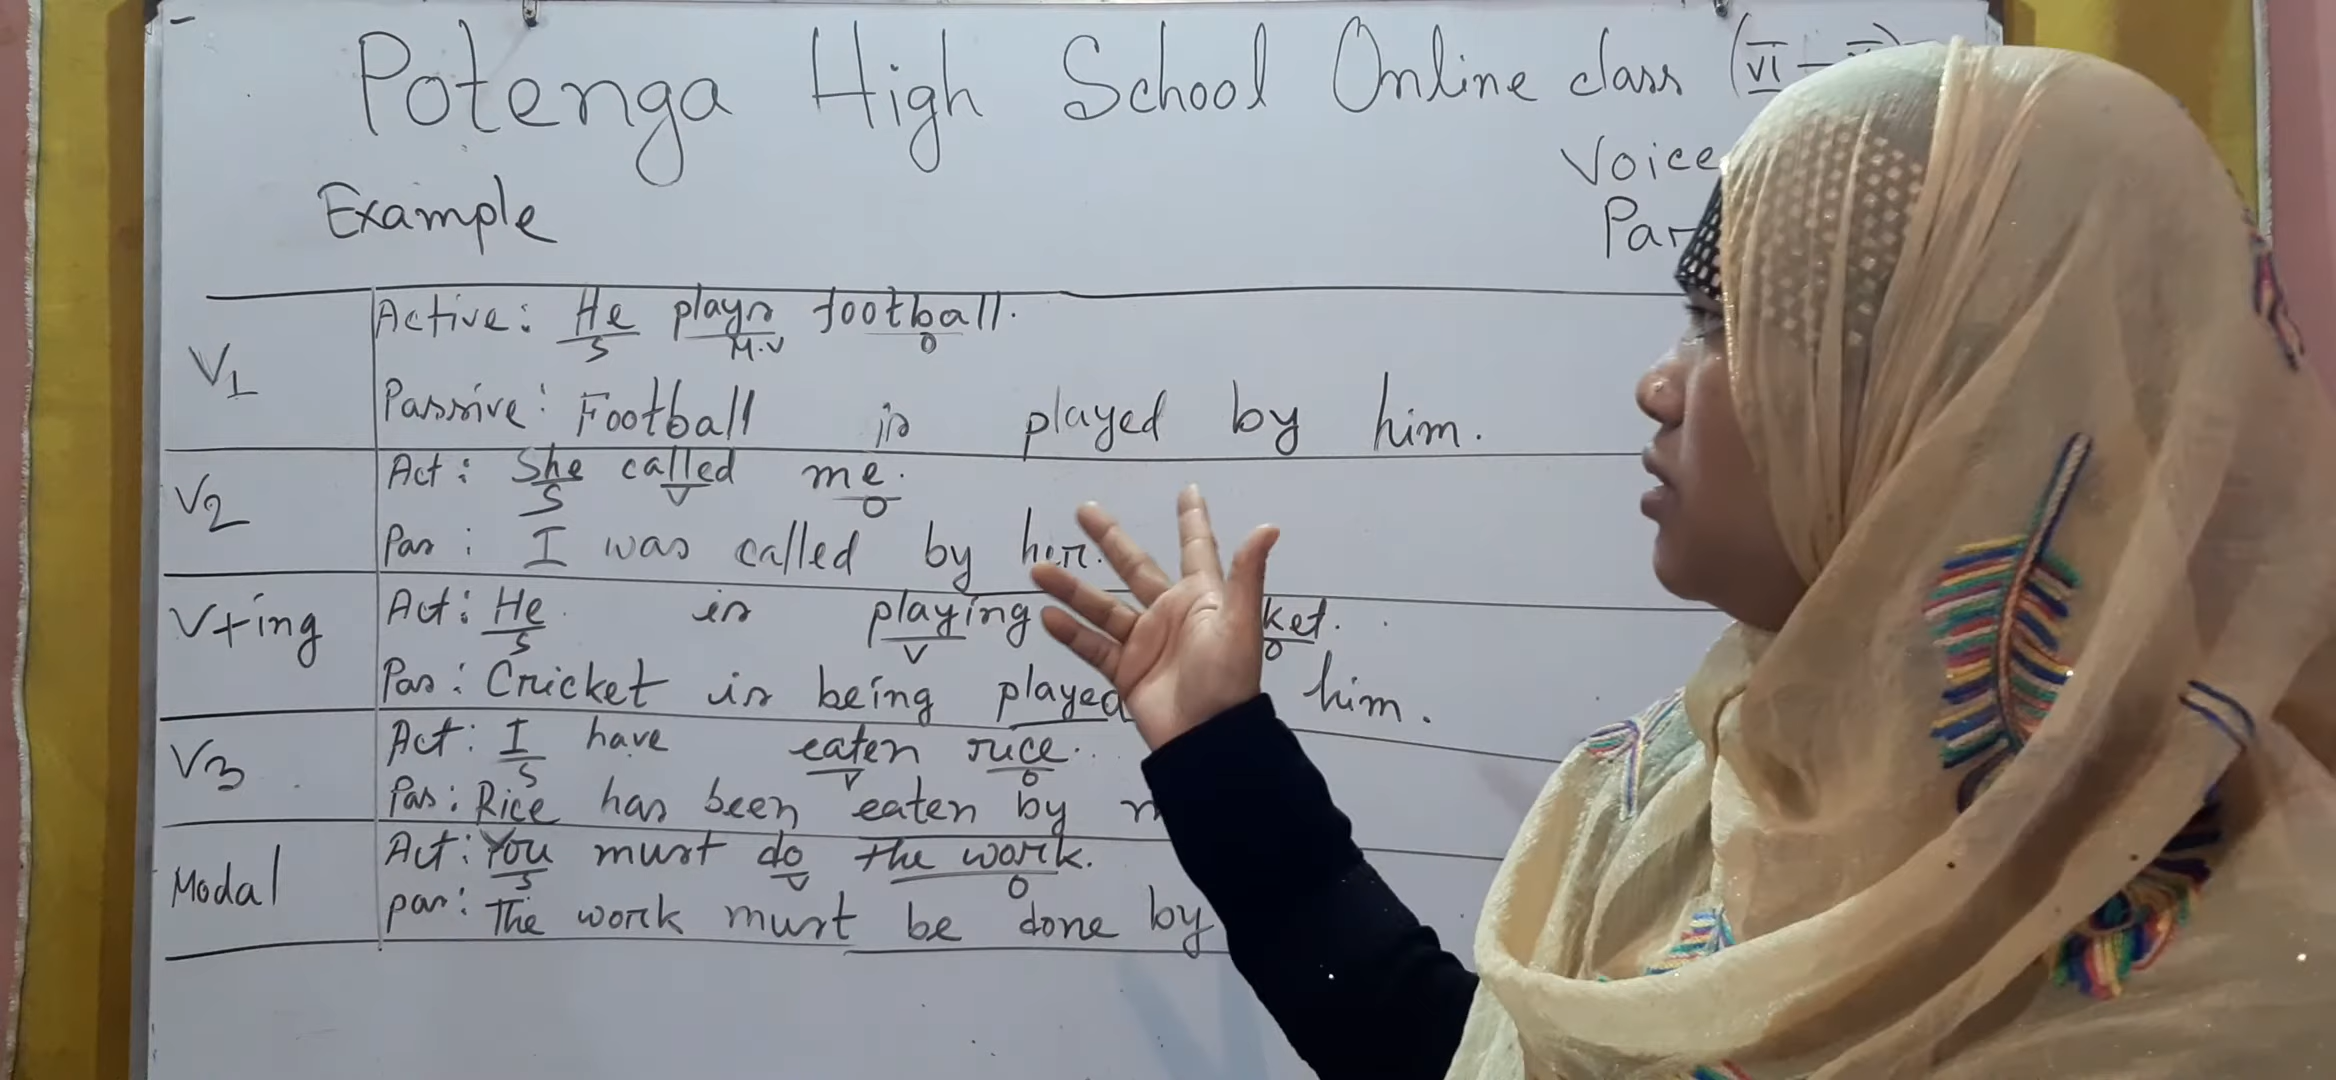 Potenga High School Online class (VI –
Voice
Example
V1
Active: He plays football.
S M.V O
Passive: Football is played by him.
V2
Act: She called me.
S V O
Pas: I was called by her.
V+ing
Act: He is playing ket.
S V O
Pas: Cricket is being played him.
V3
Act: I have eaten rice.
S V O
Pas: Rice has been eaten by
Modal
Act: You must do the work.
S V O
pas: The work must be done by